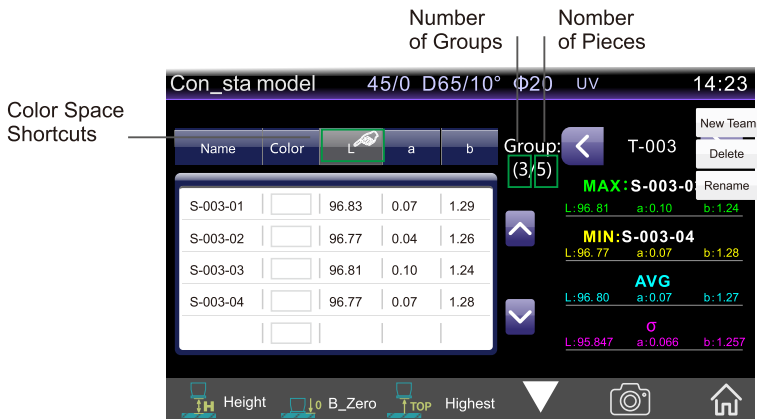 Number
of Groups
Nomber
of Pieces
Color Space
Shortcuts
Con_sta model 45/0 D65/10° Φ20 UV 14:23
Name Color L a b
Group:
(3/5)
T-003
New Team
Delete
Rename
S-003-01 96.83 0.07 1.29
S-003-02 96.77 0.04 1.26
S-003-03 96.81 0.10 1.24
S-003-04 96.77 0.07 1.28
MAX:S-003-03
L:96.81 a:0.10 b:1.24
MIN:S-003-04
L:96.77 a:0.07 b:1.28
AVG
L:96.80 a:0.07 b:1.27
σ
L:95.847 a:0.066 b:1.257
H Height 0 B_Zero TOP Highest